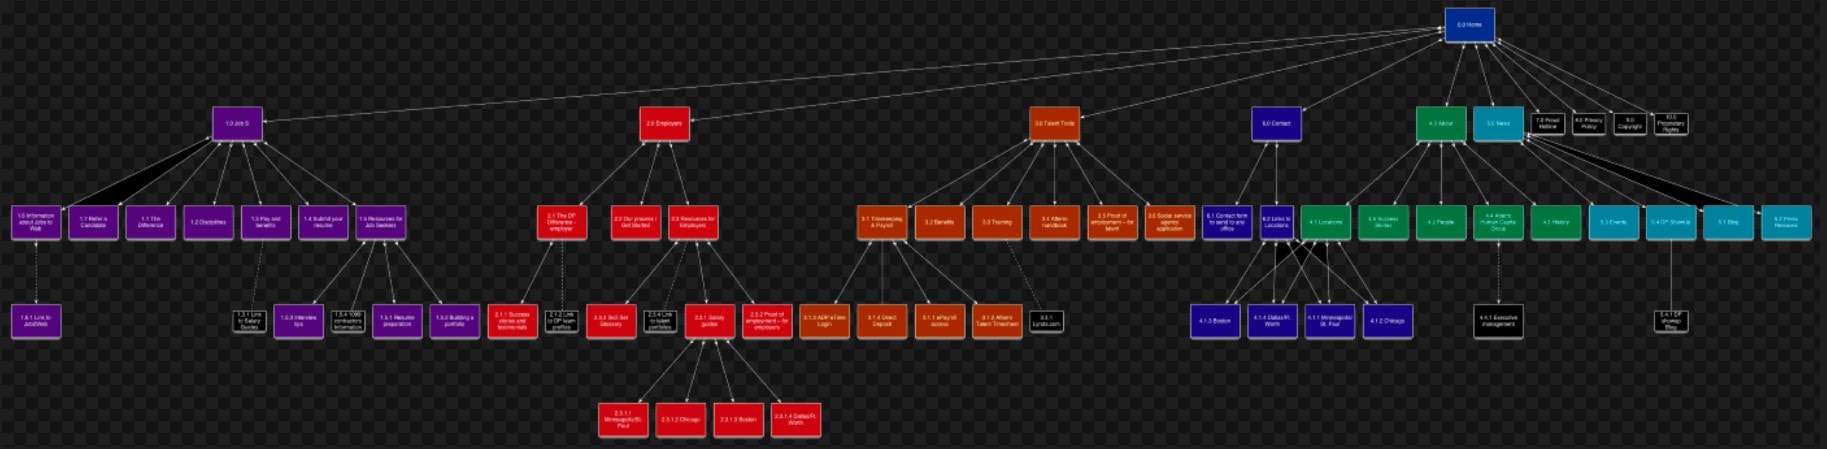 0.0 Home
1.0 Job S
2.0 Employers
3.0 Talent Tools
6.0 Contact
4.0 About
5.0 News
7.0 Fraud
Hotline
8.0 Privacy
Policy
9.0
Copyright
10.0
Proprietary
Rights
1.6 Information
about Jobs to
Web
1.7 Refer a
Candidate
1.1 The
Difference
1.2 Disciplines
1.3 Pay and
benefits
1.4 Submit your
resume
1.5 Resources for
Job Seekers
2.1 The DP
Difference -
employer
2.2 Our process /
Get Started
2.3 Resources for
Employers
3.1 Timekeeping
& Payroll
3.2 Benefits
3.3 Training
3.4 Atterro
handbook
3.5 Proof of
employment – for
talent
3.6 Social service
agency
application
6.1 Contact form
to send to any
office
6.2 Links to
Locations
4.1 Locations
4.5 Success
Stories
4.2 People
4.4 Atterro
Human Capital
Group
4.3 History
5.3 Events
5.4 DP ShowUp
5.1 Blog
5.2 Press
Releases
1.6.1 Link to
JobsWeb
1.3.1 Link
to Salary
Guides
1.5.3 Interview
tips
1.5.4 1099
contractors
information
1.5.1 Resume
preparation
1.5.2 Building a
portfolio
2.1.1 Success
stories and
testimonials
2.1.2 Link
to DP team
profiles
2.3.3 Skill Set
Glossary
2.3.4 Link
to talent
portfolios
2.3.1 Salary
guides
2.3.2 Proof of
employment – for
employers
3.1.3 ADP eTime
Login
3.1.4 Direct
Deposit
3.1.1 ePayroll
access
3.1.2 Atterro
Talent Timesheet
3.3.1
Lynda.com
4.1.3 Boston
4.1.4 Dallas/Ft.
Worth
4.1.1 Minneapolis/
St. Paul
4.1.2 Chicago
4.4.1 Executive
management
5.4.1 DP
showup
Blog
2.3.1.1
Minneapolis/St.
Paul
2.3.1.2 Chicago
2.3.1.3 Boston
2.3.1.4 Dallas/Ft.
Worth